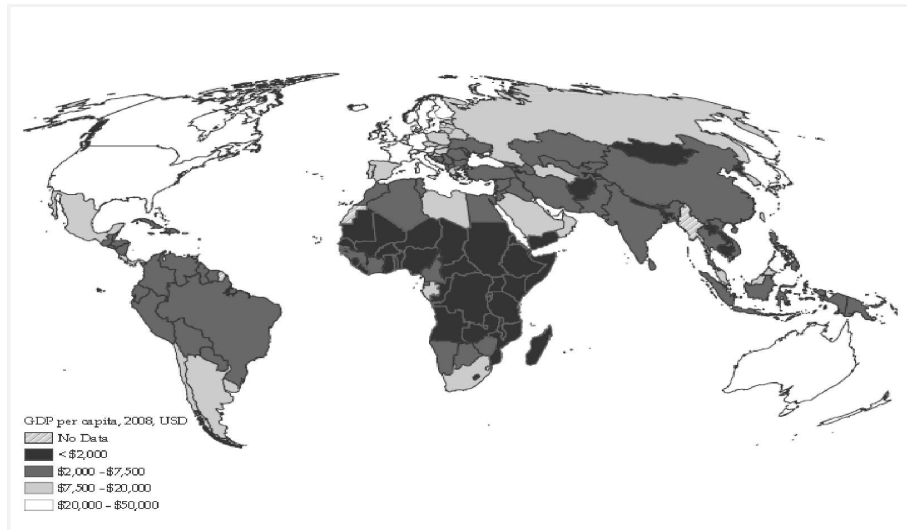 GDP per capita, 2008, USD
No Data
< $2,000
$2,000 - $7,500
$7,500 - $20,000
$20,000 - $50,000